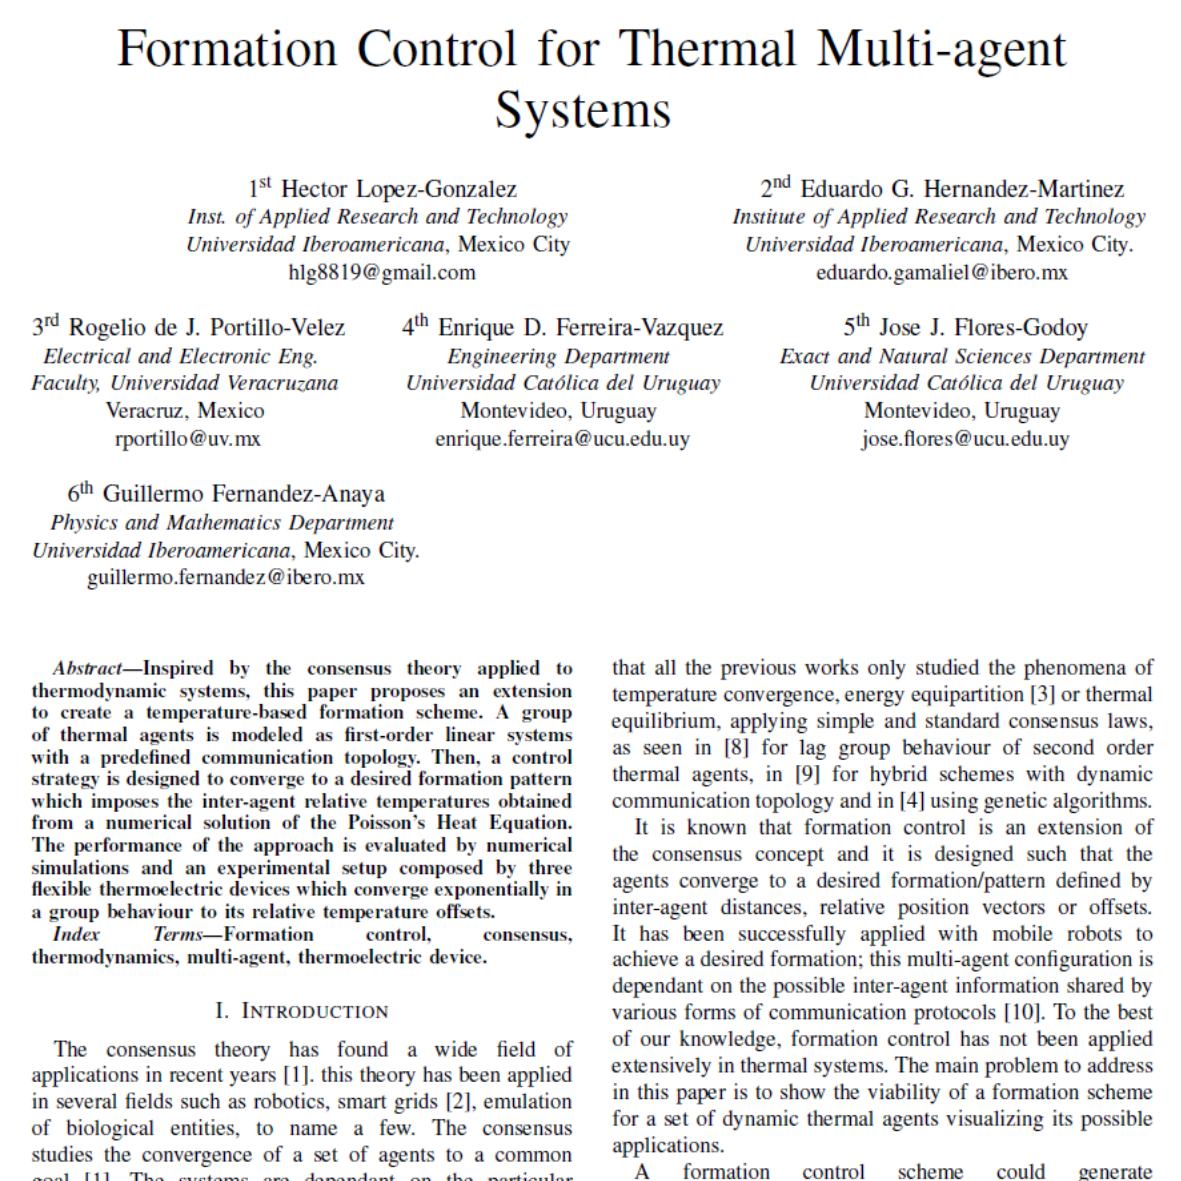 Formation Control for Thermal Multi-agent
Systems
1st Hector Lopez-Gonzalez
Inst. of Applied Research and Technology
Universidad Iberoamericana, Mexico City
hlg8819@gmail.com
2nd Eduardo G. Hernandez-Martinez
Institute of Applied Research and Technology
Universidad Iberoamericana, Mexico City.
eduardo.gamaliel@ibero.mx
3rd Rogelio de J. Portillo-Velez
Electrical and Electronic Eng.
Faculty, Universidad Veracruzana
Veracruz, Mexico
rportillo@uv.mx
4th Enrique D. Ferreira-Vazquez
Engineering Department
Universidad Católica del Uruguay
Montevideo, Uruguay
enrique.ferreira@ucu.edu.uy
5th Jose J. Flores-Godoy
Exact and Natural Sciences Department
Universidad Católica del Uruguay
Montevideo, Uruguay
jose.flores@ucu.edu.uy
6th Guillermo Fernandez-Anaya
Physics and Mathematics Department
Universidad Iberoamericana, Mexico City.
guillermo.fernandez@ibero.mx
Abstract—Inspired by the consensus theory applied to
thermodynamic systems, this paper proposes an extension
to create a temperature-based formation scheme. A group
of thermal agents is modeled as first-order linear systems
with a predefined communication topology. Then, a control
strategy is designed to converge to a desired formation pattern
which imposes the inter-agent relative temperatures obtained
from a numerical solution of the Poisson's Heat Equation.
The performance of the approach is evaluated by numerical
simulations and an experimental setup composed by three
flexible thermoelectric devices which converge exponentially in
a group behaviour to its relative temperature offsets.
Index Terms—Formation control, consensus,
thermodynamics, multi-agent, thermoelectric device.
I. INTRODUCTION
The consensus theory has found a wide field of
applications in recent years [1]. this theory has been applied
in several fields such as robotics, smart grids [2], emulation
of biological entities, to name a few. The consensus
studies the convergence of a set of agents to a common
goal [1]. The systems are dependant on the particular
that all the previous works only studied the phenomena of
temperature convergence, energy equipartition [3] or thermal
equilibrium, applying simple and standard consensus laws,
as seen in [8] for lag group behaviour of second order
thermal agents, in [9] for hybrid schemes with dynamic
communication topology and in [4] using genetic algorithms.
It is known that formation control is an extension of
the consensus concept and it is designed such that the
agents converge to a desired formation/pattern defined by
inter-agent distances, relative position vectors or offsets.
It has been successfully applied with mobile robots to
achieve a desired formation; this multi-agent configuration is
dependant on the possible inter-agent information shared by
various forms of communication protocols [10]. To the best
of our knowledge, formation control has not been applied
extensively in thermal systems. The main problem to address
in this paper is to show the viability of a formation scheme
for a set of dynamic thermal agents visualizing its possible
applications.
A formation control scheme could generate